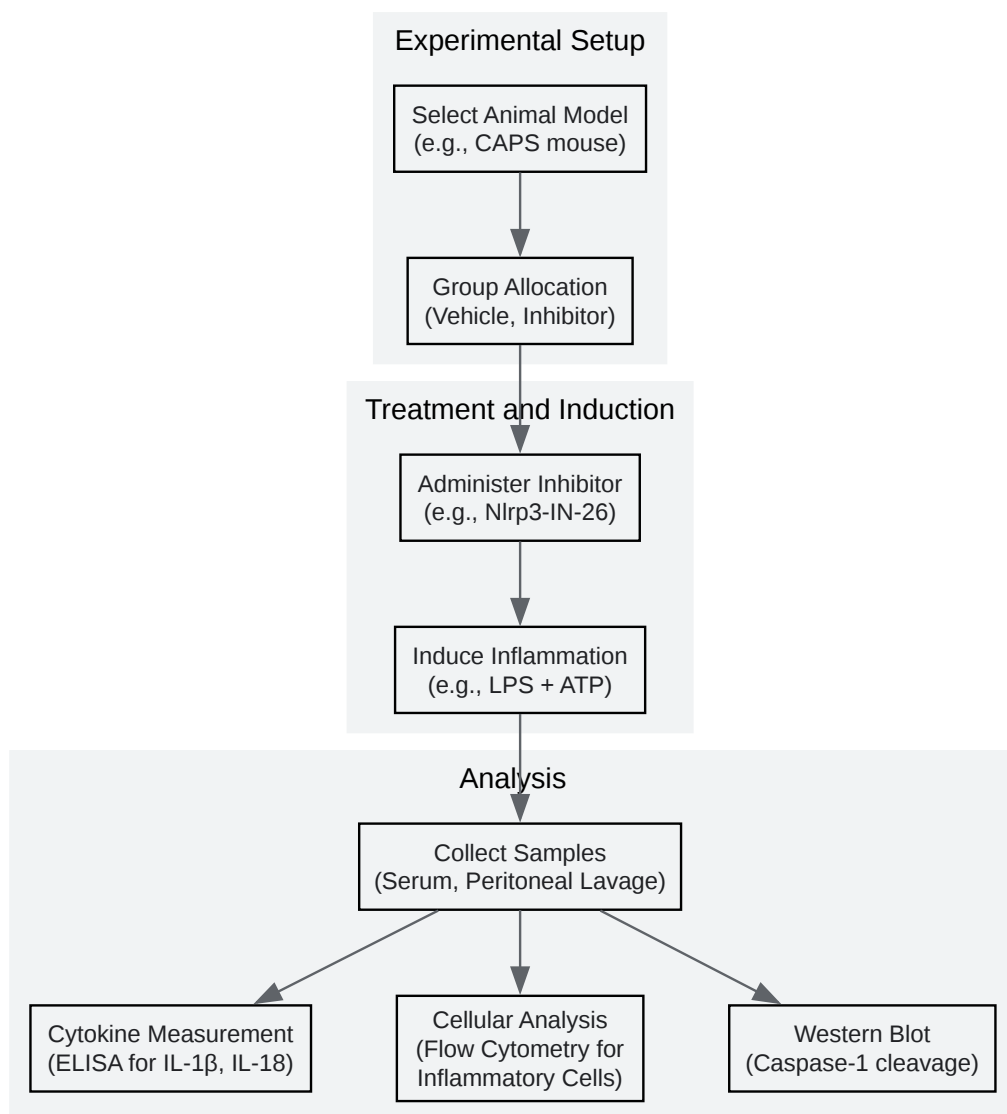 Experimental Setup
Select Animal Model
(e.g., CAPS mouse)
Group Allocation
(Vehicle, Inhibitor)
Treatment and Induction
Administer Inhibitor
(e.g., Nlrp3-IN-26)
Induce Inflammation
(e.g., LPS + ATP)
Analysis
Collect Samples
(Serum, Peritoneal Lavage)
Cytokine Measurement
(ELISA for IL-1β, IL-18)
Cellular Analysis
(Flow Cytometry for
Inflammatory Cells)
Western Blot
(Caspase-1 cleavage)